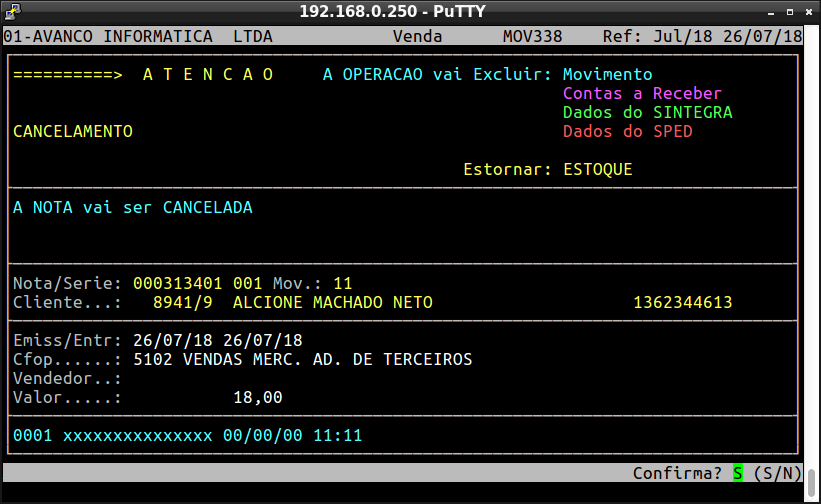 192.168.0.250 - PuTTY
01-AVANCO INFORMATICA LTDA Venda MOV338 Ref: Jul/18 26/07/18
==========> A T E N C A O A OPERACAO vai Excluir: Movimento
Contas a Receber
Dados do SINTEGRA
CANCELAMENTO Dados do SPED
Estornar: ESTOQUE
A NOTA vai ser CANCELADA
Nota/Serie: 000313401 001 Mov.: 11
Cliente...: 8941/9 ALCIONE MACHADO NETO 1362344613
Emiss/Entr: 26/07/18 26/07/18
Cfop......: 5102 VENDAS MERC. AD. DE TERCEIROS
Vendedor..:
Valor.....: 18,00
0001 xxxxxxxxxxxxxxx 00/00/00 11:11
Confirma? S (S/N)